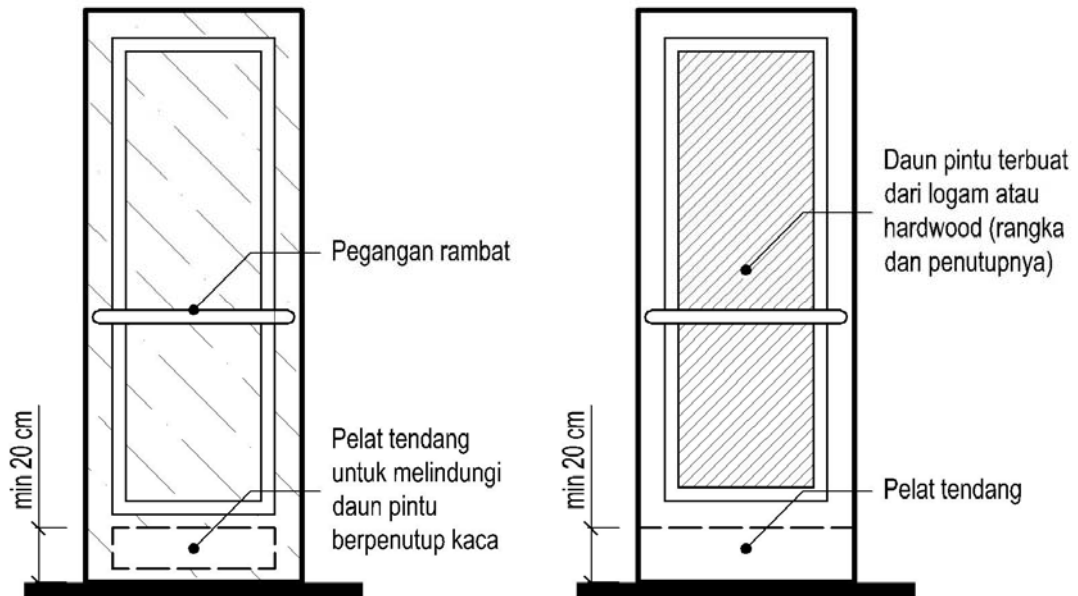 Pegangan rambat
min 20 cm
Pelat tendang
untuk melindungi
daun pintu
berpenutup kaca
Daun pintu terbuat
dari logam atau
hardwood (rangka
dan penutupnya)
min 20 cm
Pelat tendang